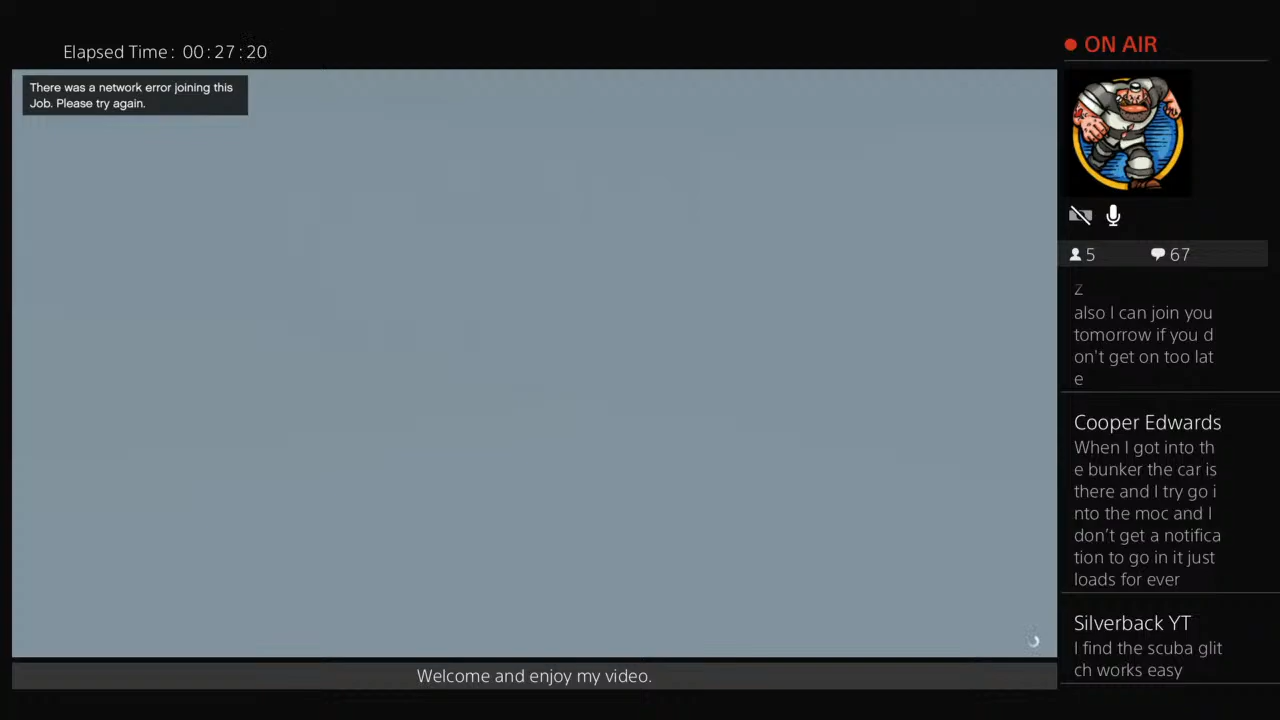 Elapsed Time: 00:27:20
ON AIR
There was a network error joining this
Job. Please try again.
5 67
z
also I can join you
tomorrow if you d
on't get on too lat
e
Cooper Edwards
When I got into th
e bunker the car is
there and I try go i
nto the moc and I
don’t get a notifica
tion to go in it just
loads for ever
Silverback YT
I find the scuba glit
ch works easy
Welcome and enjoy my video.